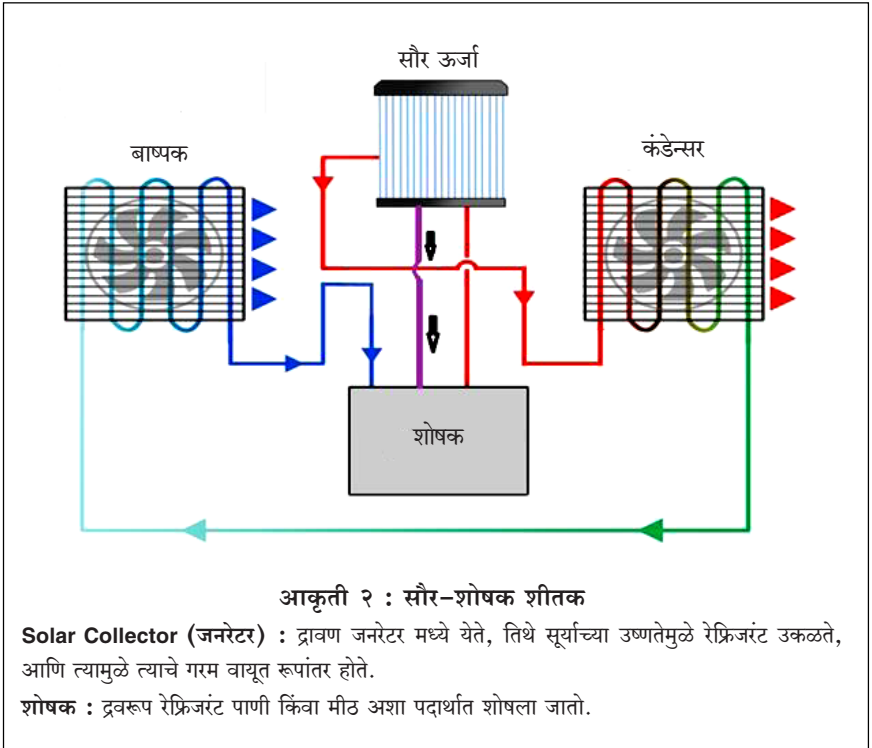 सौर ऊर्जा
बाष्पक
कंडेन्सर
शोषक
आकृती २ : सौर-शोषक शीतक
Solar Collector (जनरेटर) : द्रावण जनरेटर मध्ये येते, तिथे सूर्याच्या उष्णतेमुळे रेफ्रिजरंट उकळते,
आणि त्यामुळे त्याचे गरम वायूत रूपांतर होते.
शोषक : द्रवरूप रेफ्रिजरंट पाणी किंवा मीठ अशा पदार्थात शोषला जातो.